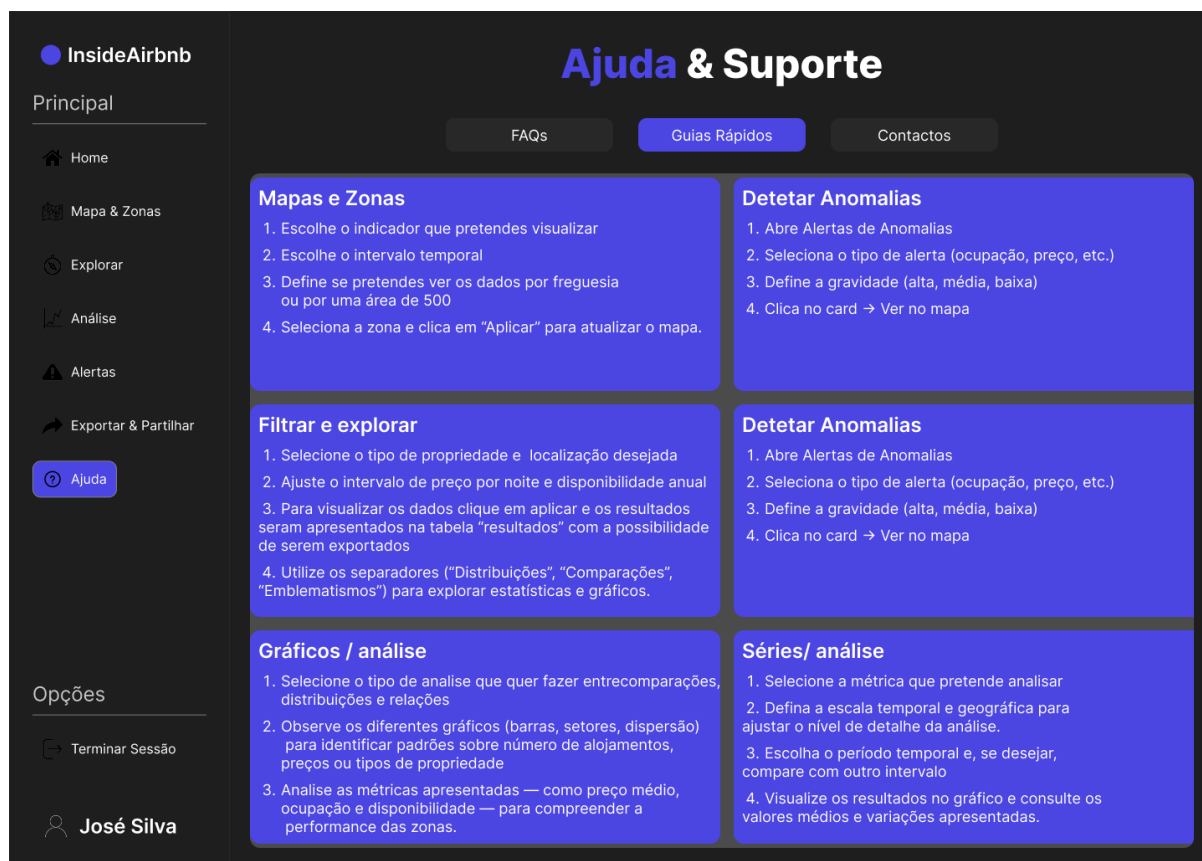 InsideAirbnb
Principal
Home
Mapa & Zonas
Explorar
Análise
Alertas
Exportar & Partilhar
Ajuda
Opções
Terminar Sessão
José Silva
Ajuda & Suporte
FAQs
Guias Rápidos
Contactos
Mapas e Zonas
1. Escolhe o indicador que pretendes visualizar
2. Escolhe o intervalo temporal
3. Define se pretendes ver os dados por freguesia
ou por uma área de 500
4. Seleciona a zona e clica em “Aplicar” para atualizar o mapa.
Detetar Anomalias
1. Abre Alertas de Anomalias
2. Seleciona o tipo de alerta (ocupação, preço, etc.)
3. Define a gravidade (alta, média, baixa)
4. Clica no card → Ver no mapa
Filtrar e explorar
1. Selecione o tipo de propriedade e localização desejada
2. Ajuste o intervalo de preço por noite e disponibilidade anual
3. Para visualizar os dados clique em aplicar e os resultados
seram apresentados na tabela “resultados” com a possibilidade
de serem exportados
4. Utilize os separadores (“Distribuições”, “Comparações”,
“Emblematismos”) para explorar estatísticas e gráficos.
Detetar Anomalias
1. Abre Alertas de Anomalias
2. Seleciona o tipo de alerta (ocupação, preço, etc.)
3. Define a gravidade (alta, média, baixa)
4. Clica no card → Ver no mapa
Gráficos / análise
1. Selecione o tipo de analise que quer fazer entrecomparações,
distribuições e relações
2. Observe os diferentes gráficos (barras, setores, dispersão)
para identificar padrões sobre número de alojamentos,
preços ou tipos de propriedade
3. Analise as métricas apresentadas — como preço médio,
ocupação e disponibilidade — para compreender a
performance das zonas.
Séries/ análise
1. Selecione a métrica que pretende analisar
2. Defina a escala temporal e geográfica para
ajustar o nível de detalhe da análise.
3. Escolha o período temporal e, se desejar,
compare com outro intervalo
4. Visualize os resultados no gráfico e consulte os
valores médios e variações apresentadas.